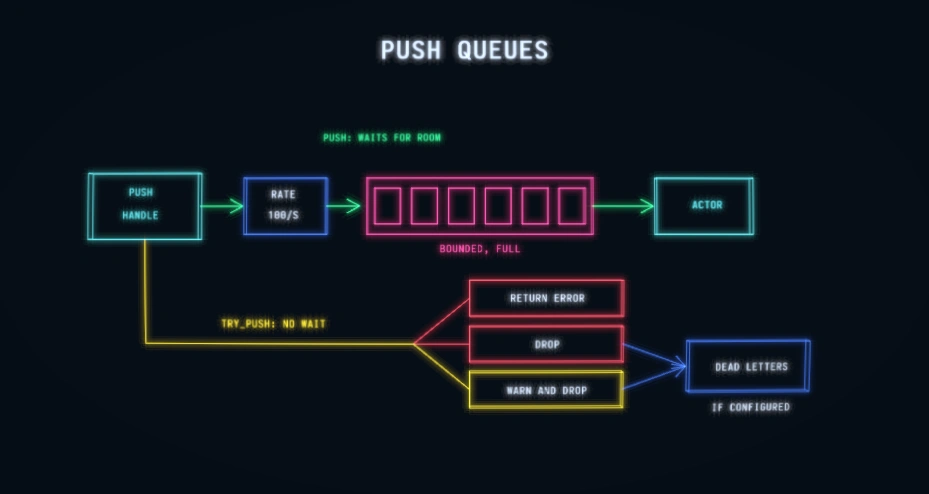 PUSH QUEUES
PUSH: WAITS FOR ROOM
PUSH
HANDLE
RATE
100/S
ACTOR
BOUNDED, FULL
TRY_PUSH: NO WAIT
RETURN ERROR
DROP
WARN AND DROP
DEAD LETTERS
IF CONFIGURED